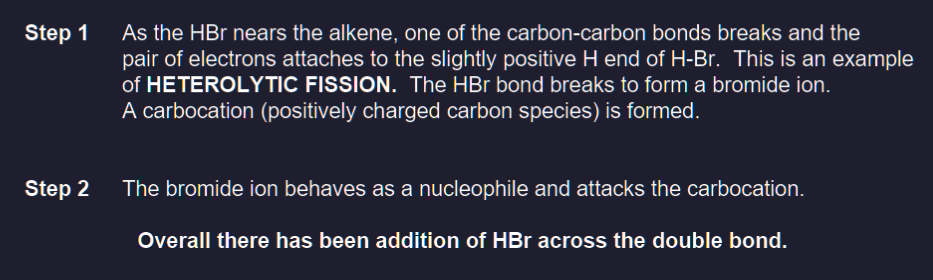 Step 1 As the HBr nears the alkene, one of the carbon-carbon bonds breaks and the
pair of electrons attaches to the slightly positive H end of H-Br. This is an example
of HETEROLYTIC FISSION. The HBr bond breaks to form a bromide ion.
A carbocation (positively charged carbon species) is formed.
Step 2 The bromide ion behaves as a nucleophile and attacks the carbocation.
Overall there has been addition of HBr across the double bond.